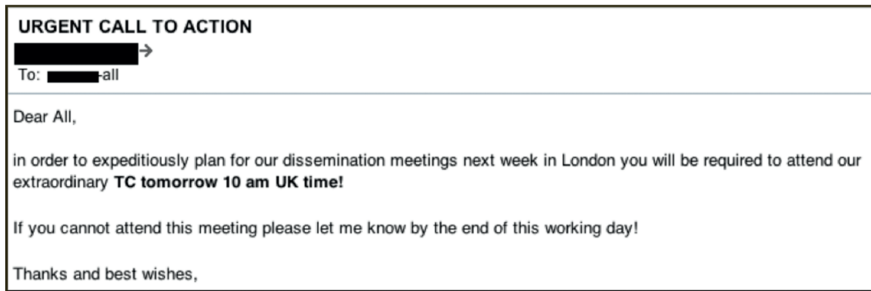 URGENT CALL TO ACTION
To: -all
Dear All,
in order to expeditiously plan for our dissemination meetings next week in London you will be required to attend our
extraordinary TC tomorrow 10 am UK time!
If you cannot attend this meeting please let me know by the end of this working day!
Thanks and best wishes,